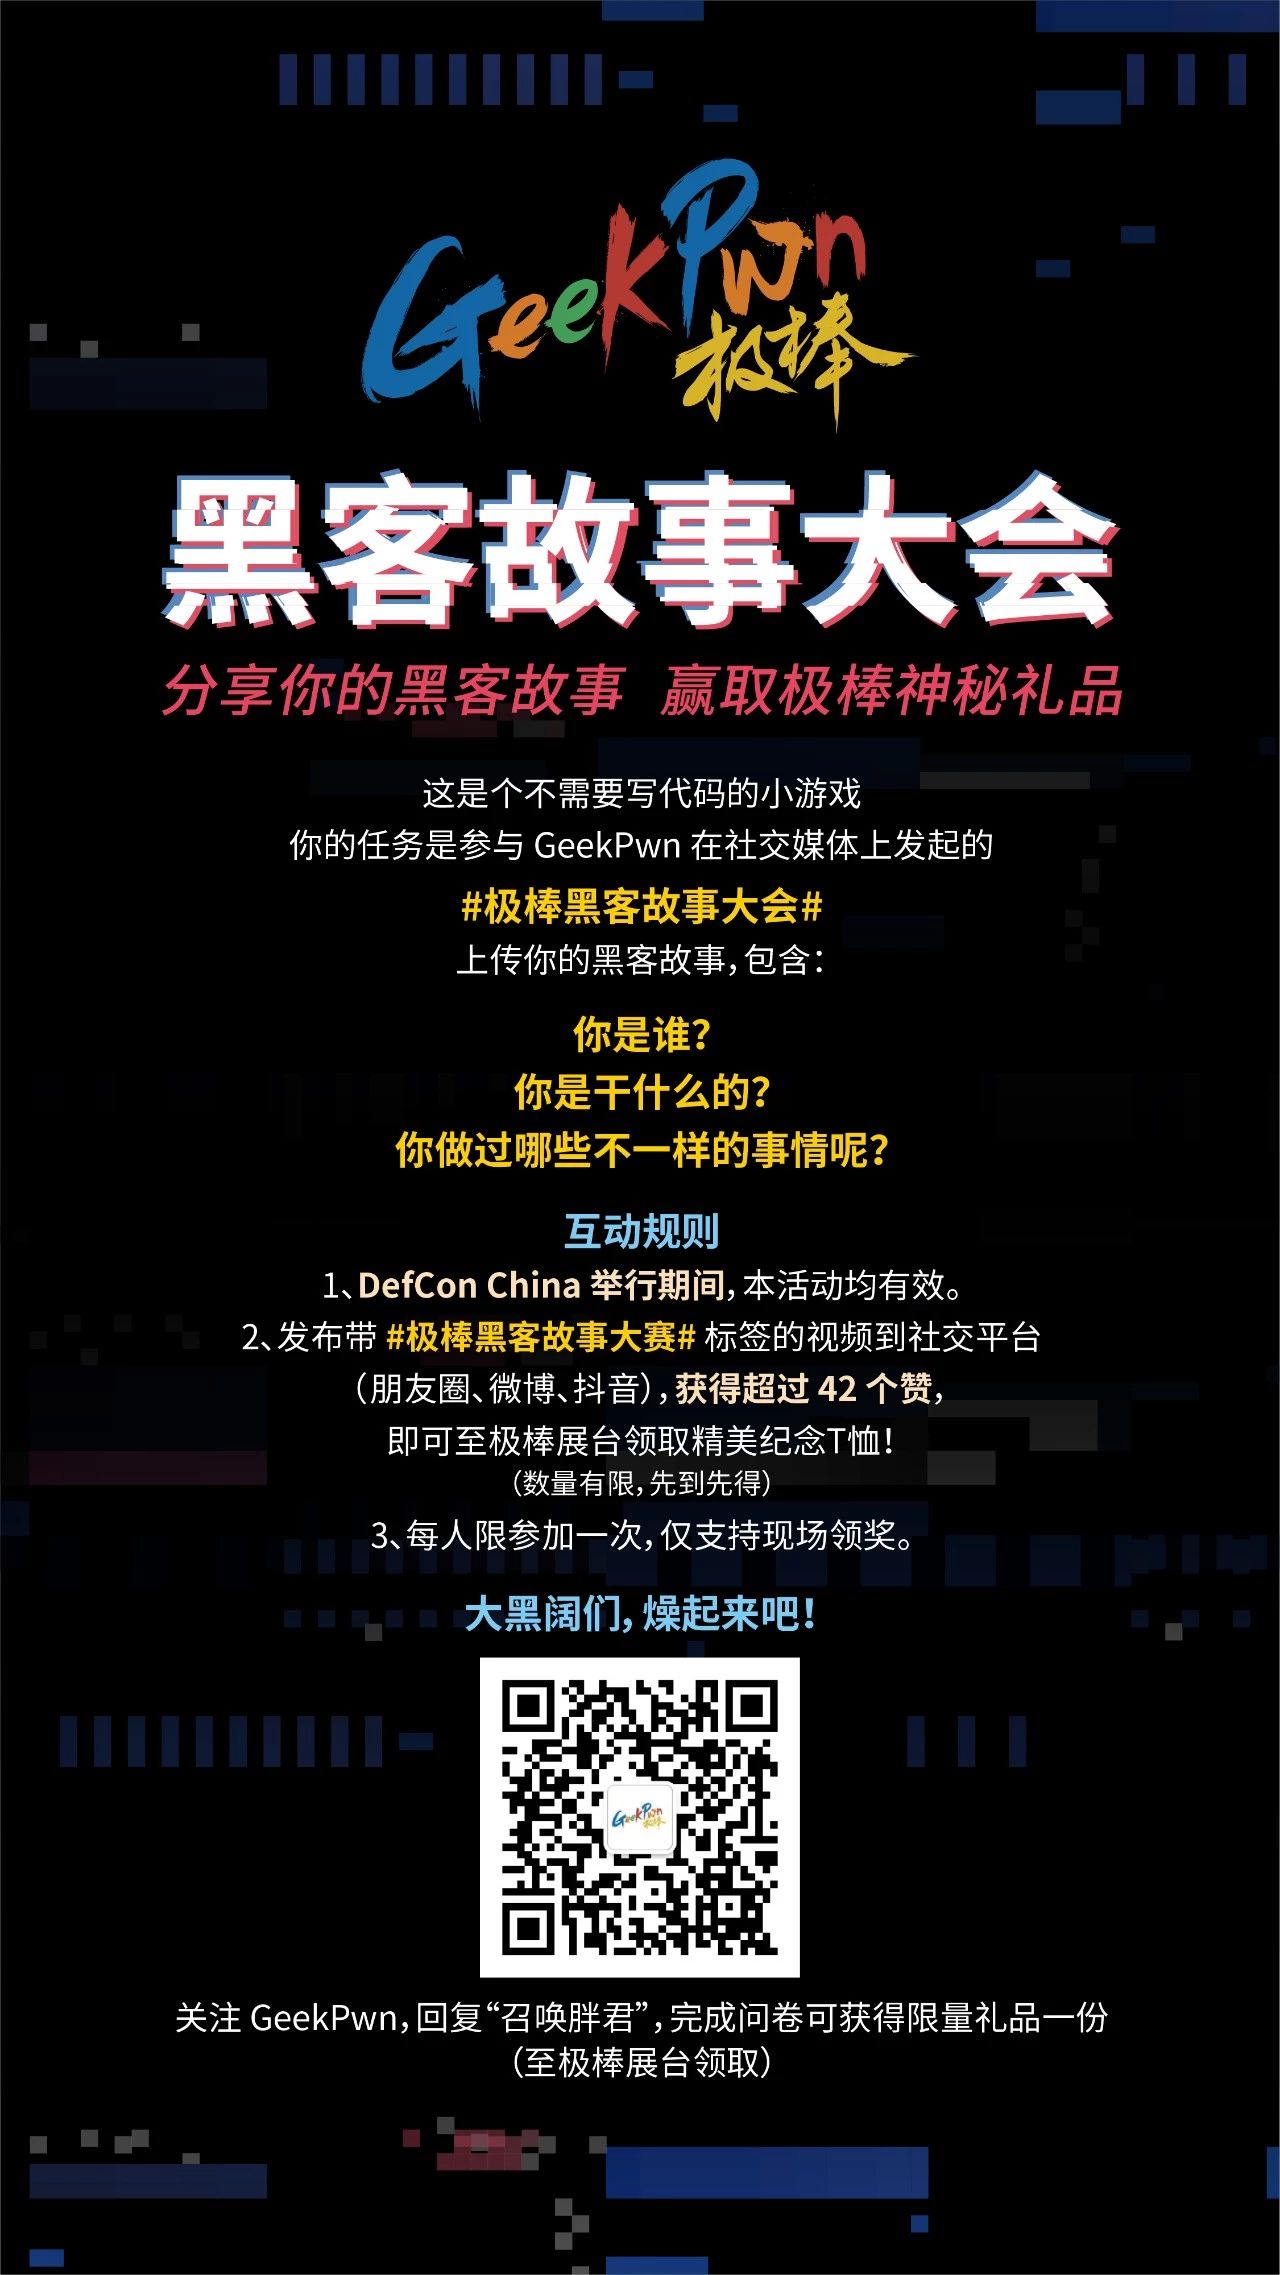 GeekPwn
极棒
黑客故事大会
分享你的黑客故事 赢取极棒神秘礼品
这是个不需要写代码的小游戏
你的任务是参与 GeekPwn 在社交媒体上发起的
#极棒黑客故事大会#
上传你的黑客故事，包含：
你是谁？
你是干什么的？
你做过哪些不一样的事情呢？
互动规则
1、DefCon China 举行期间，本活动均有效。
2、发布带 #极棒黑客故事大赛# 标签的视频到社交平台
（朋友圈、微博、抖音），获得超过 42 个赞，
即可至极棒展台领取精美纪念T恤！
（数量有限，先到先得）
3、每人限参加一次，仅支持现场领奖。
大黑阔们，燥起来吧！
GeekPwn
极棒
关注 GeekPwn，回复“召唤胖君”，完成问卷可获得限量礼品一份
（至极棒展台领取）